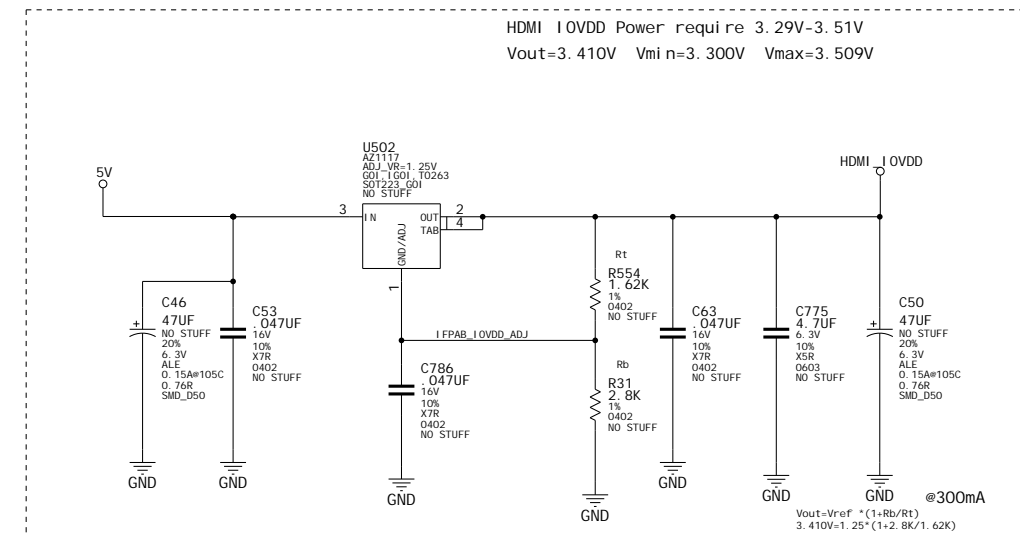 HDMI IOVDD Power require 3.29V-3.51V
Vout=3.410V Vmin=3.300V Vmax=3.509V
U502
AZ1117
ADJ_VR=1.25V
GOI,IGOI,TO263
SOT223_GOI
NO STUFF
5V
HDMI_IOVDD
3
IN
OUT
2
TAB
4
GND/ADJ
1
Rt
R554
1.62K
1%
0402
NO STUFF
IFPAB_IOVDD_ADJ
C46
47UF
NO STUFF
20%
6.3V
ALE
0.15A@105C
0.76R
SMD_D50
C53
.047UF
16V
10%
X7R
0402
NO STUFF
C786
.047UF
16V
10%
X7R
0402
NO STUFF
Rb
R31
2.8K
1%
0402
NO STUFF
C63
.047UF
16V
10%
X7R
0402
NO STUFF
C775
4.7UF
6.3V
10%
X5R
0603
NO STUFF
C50
47UF
NO STUFF
20%
6.3V
ALE
0.15A@105C
0.76R
SMD_D50
GND
GND
GND
GND
GND
GND
GND
@300mA
Vout=Vref *(1+Rb/Rt)
3.410V=1.25*(1+2.8K/1.62K)